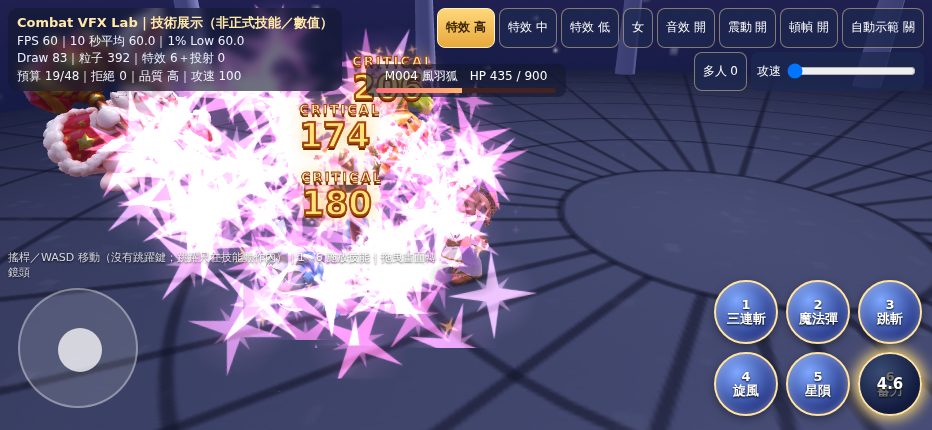 Combat VFX Lab｜技術展示（非正式技能／數值）
FPS 60｜10 秒平均 60.0｜1% Low 60.0
Draw 83｜粒子 392｜特效 6＋投射 0
預算 19/48｜拒絕 0｜品質 高｜攻速 100
特效 高
特效 中
特效 低
女
音效 開
震動 開
頓幀 開
自動示範 關
多人 0
攻速
M004 風羽狐 HP 435 / 900
CRITICAL
CRITICAL
174
CRITICAL
180
搖桿／WASD 移動（沒有跳躍鍵；
鏡頭
1
三連斬
2
魔法彈
3
跳斬
4
旋風
5
星隕
4.6